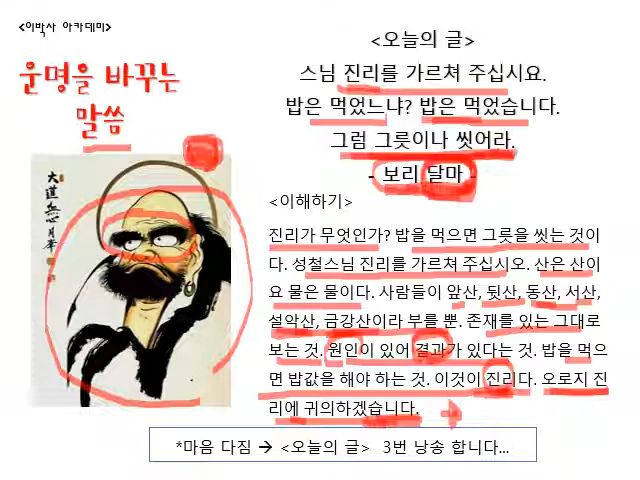 <이박사 아카데미>
운명을 바꾸는
말씀
<오늘의 글>
스님 진리를 가르쳐 주십시요.
밥은 먹었느냐? 밥은 먹었습니다.
그럼 그릇이나 씻어라.
- 보리 달마 -
大道無心
<이해하기>
진리가 무엇인가? 밥을 먹으면 그릇을 씻는 것이
다. 성철스님 진리를 가르쳐 주십시오. 산은 산이
요 물은 물이다. 사람들이 앞산, 뒷산, 동산, 서산,
설악산, 금강산이라 부를 뿐. 존재를 있는 그대로
보는 것. 원인이 있어 결과가 있다는 것. 밥을 먹으
면 밥값을 해야 하는 것. 이것이 진리다. 오로지 진
리에 귀의하겠습니다.
*마음 다짐 → <오늘의 글> 3번 낭송 합니다...